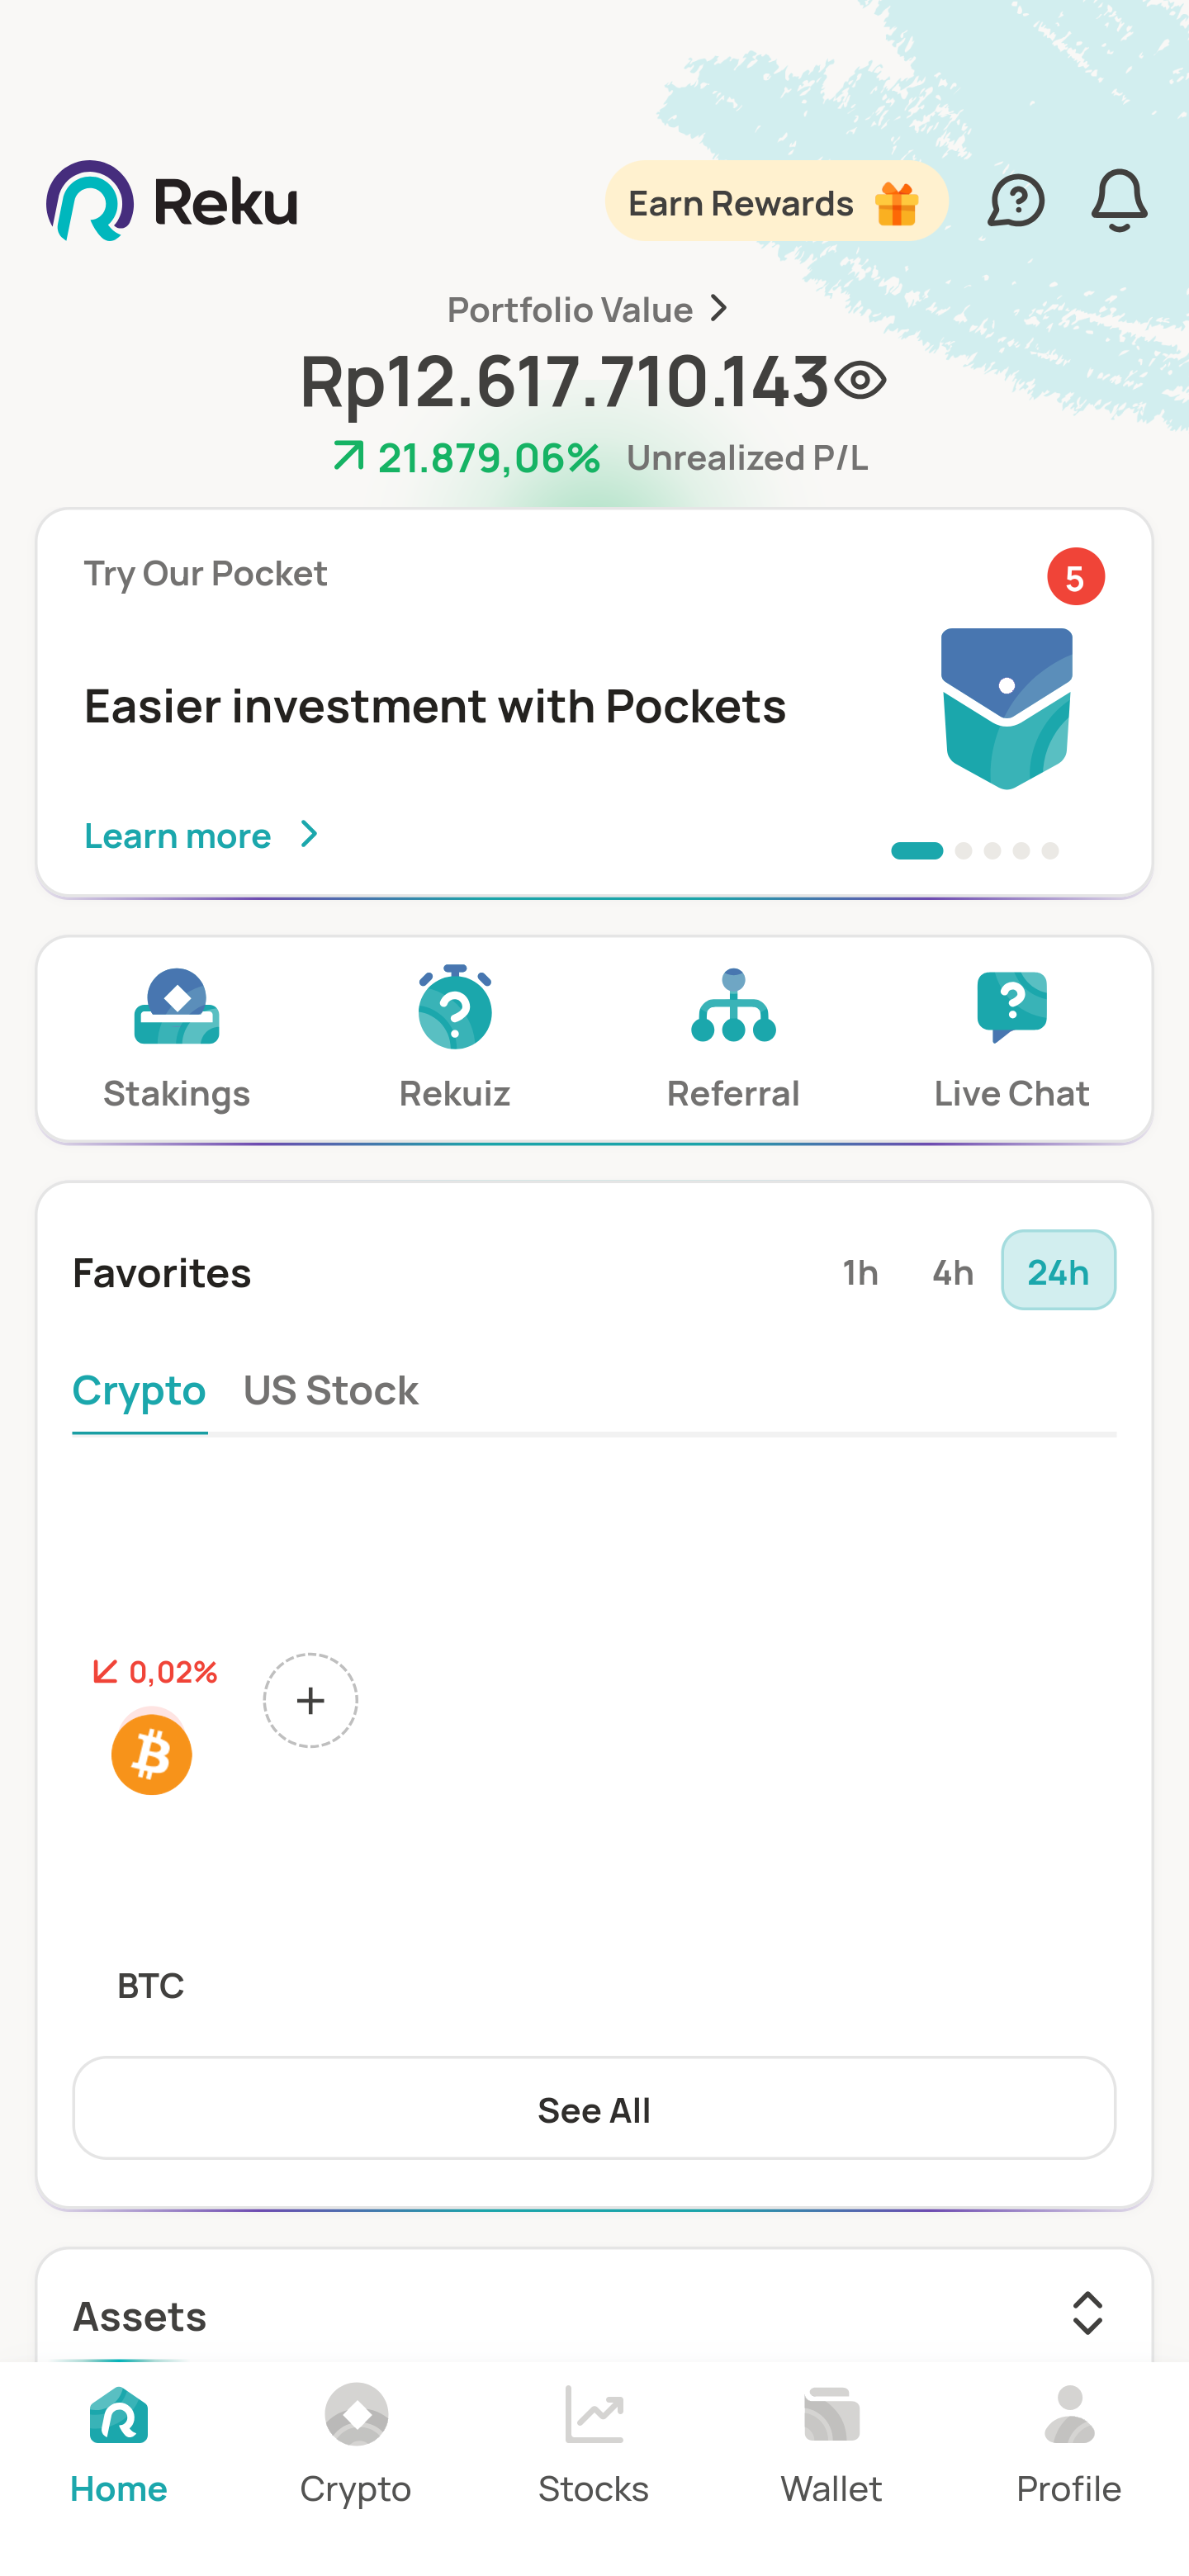 Reku
Earn Rewards
Portfolio Value
Rp12.617.710.143
21.879,06% Unrealized P/L
Try Our Pocket
5
Easier investment with Pockets
Learn more
Stakings
Rekuiz
Referral
Live Chat
Favorites
1h 4h 24h
Crypto US Stock
0,02%
BTC
See All
Assets
Home
Crypto
Stocks
Wallet
Profile